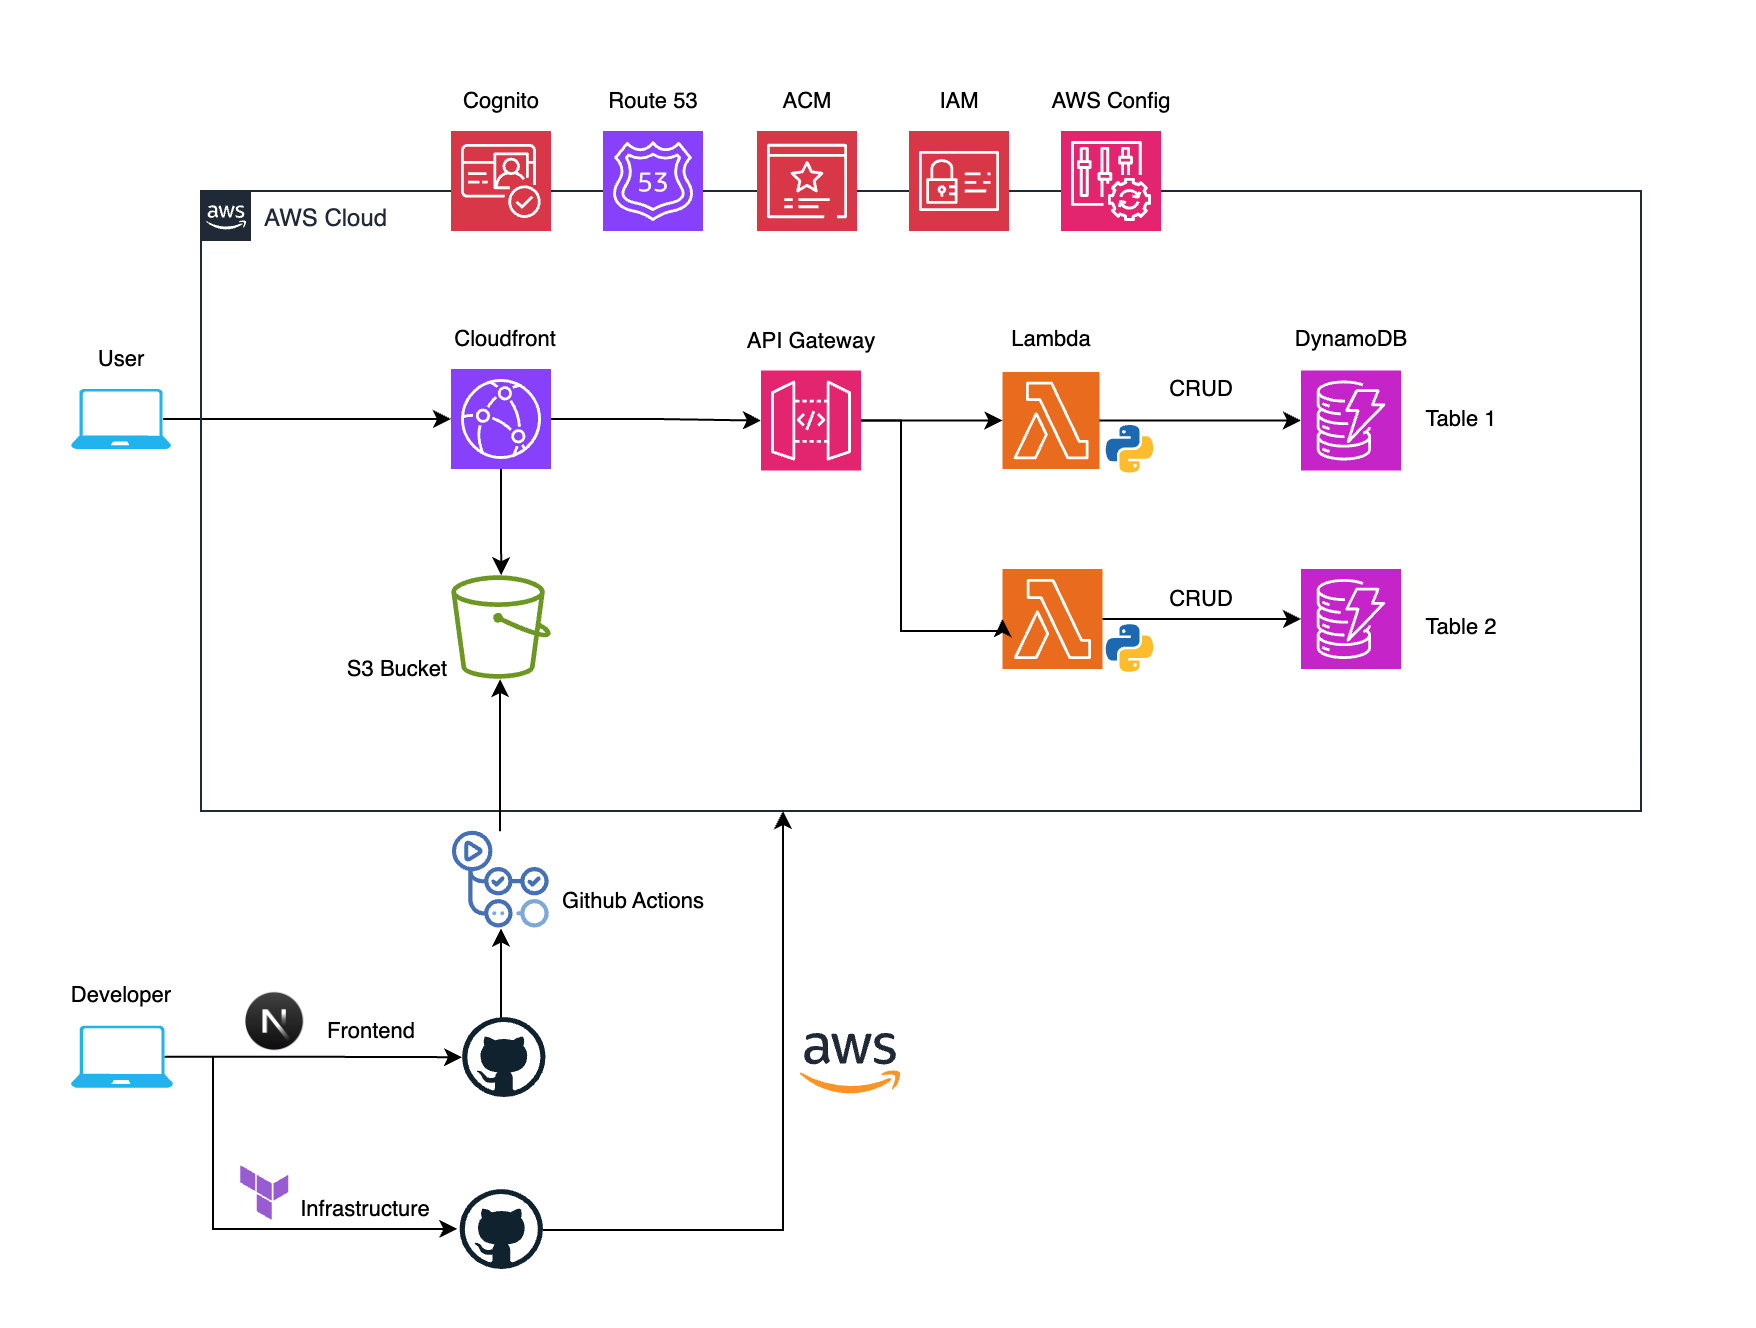 Cognito
Route 53
ACM
IAM
AWS Config
53
aws
AWS Cloud
User
Cloudfront
API Gateway
</>
Lambda
DynamoDB
CRUD
Table 1
CRUD
Table 2
S3 Bucket
Github Actions
Developer
N
Frontend
aws
Infrastructure